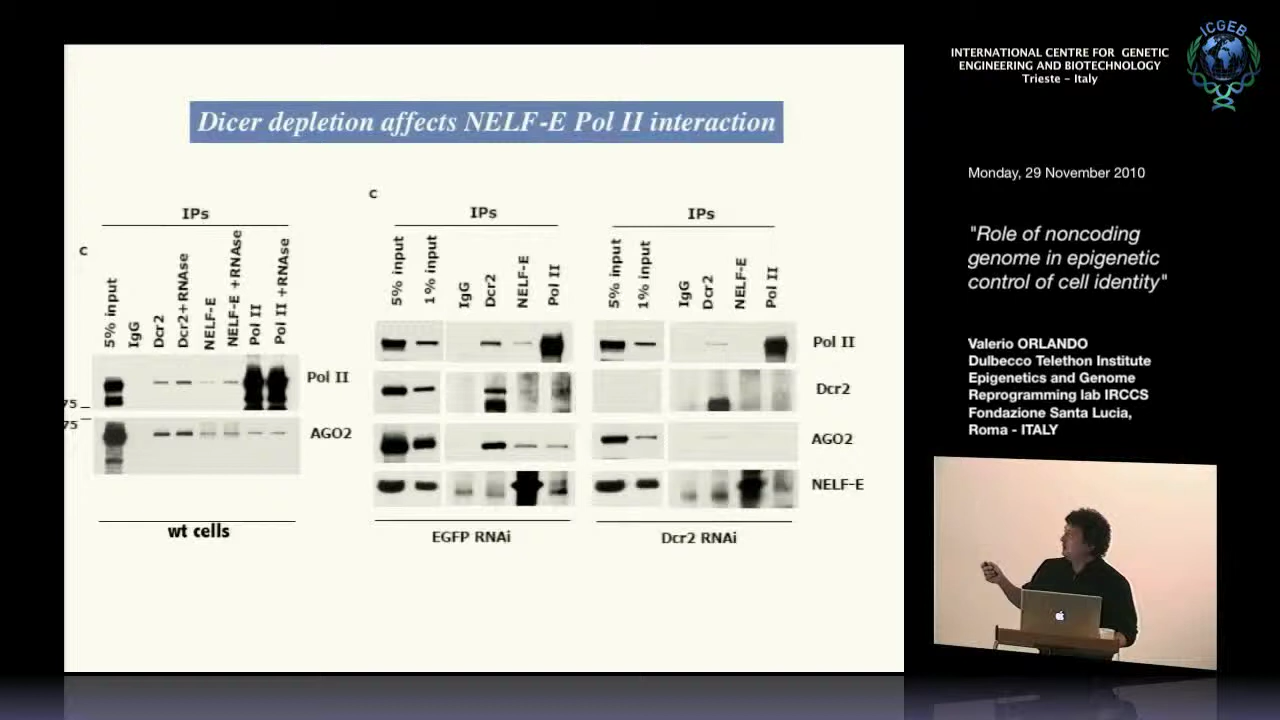 Dicer depletion affects NELF-E Pol II interaction
c
IPs
5% input
IgG
Dcr2
Dcr2+RNAse
NELF-E
NELF-E +RNAse
Pol II
Pol II +RNAse
Pol II
75
75
AGO2
wt cells
c
IPs
IPs
5% input
1% input
IgG
Dcr2
NELF-E
Pol II
5% input
1% input
IgG
Dcr2
NELF-E
Pol II
Pol II
Dcr2
AGO2
NELF-E
EGFP RNAi
Dcr2 RNAi
INTERNATIONAL CENTRE FOR GENETIC
ENGINEERING AND BIOTECHNOLOGY
Trieste - Italy
ICGEB
Monday, 29 November 2010
"Role of noncoding
genome in epigenetic
control of cell identity"
Valerio ORLANDO
Dulbecco Telethon Institute
Epigenetics and Genome
Reprogramming lab IRCCS
Fondazione Santa Lucia,
Roma - ITALY